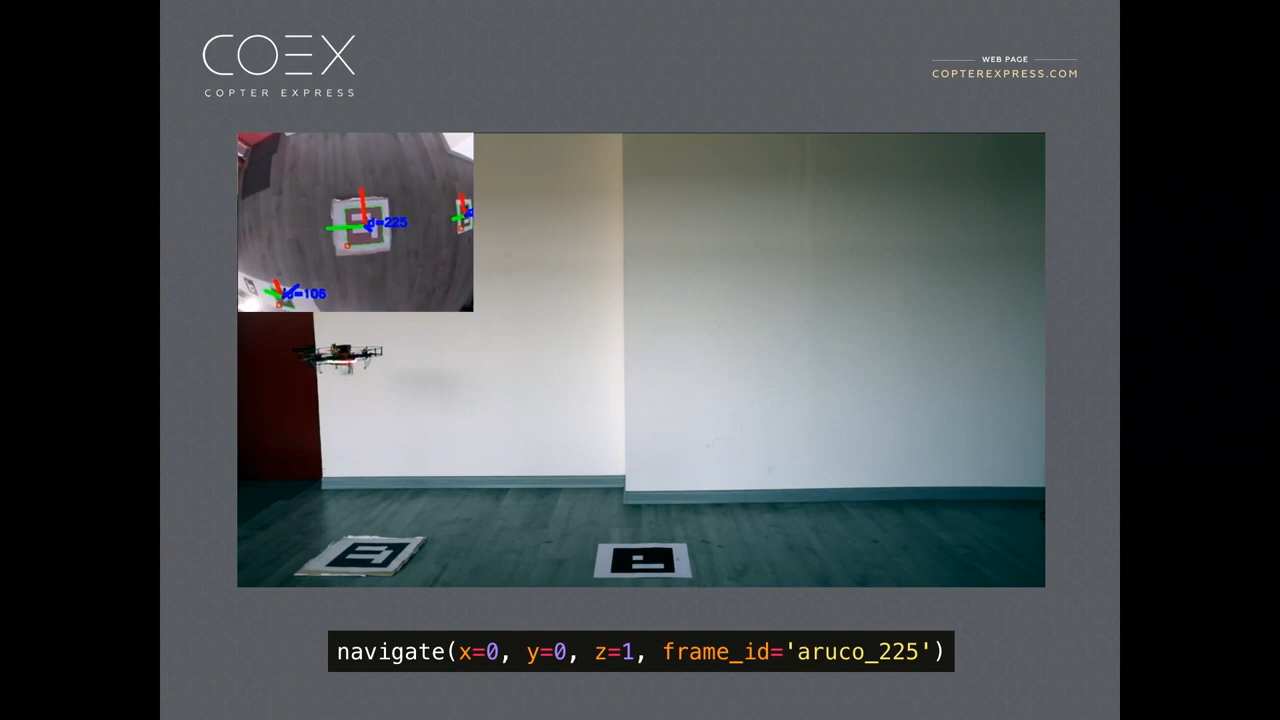 COEX
COPTER EXPRESS
WEB PAGE
COPTEREXPRESS.COM
id=225
id=106
navigate(x=0, y=0, z=1, frame_id='aruco_225')